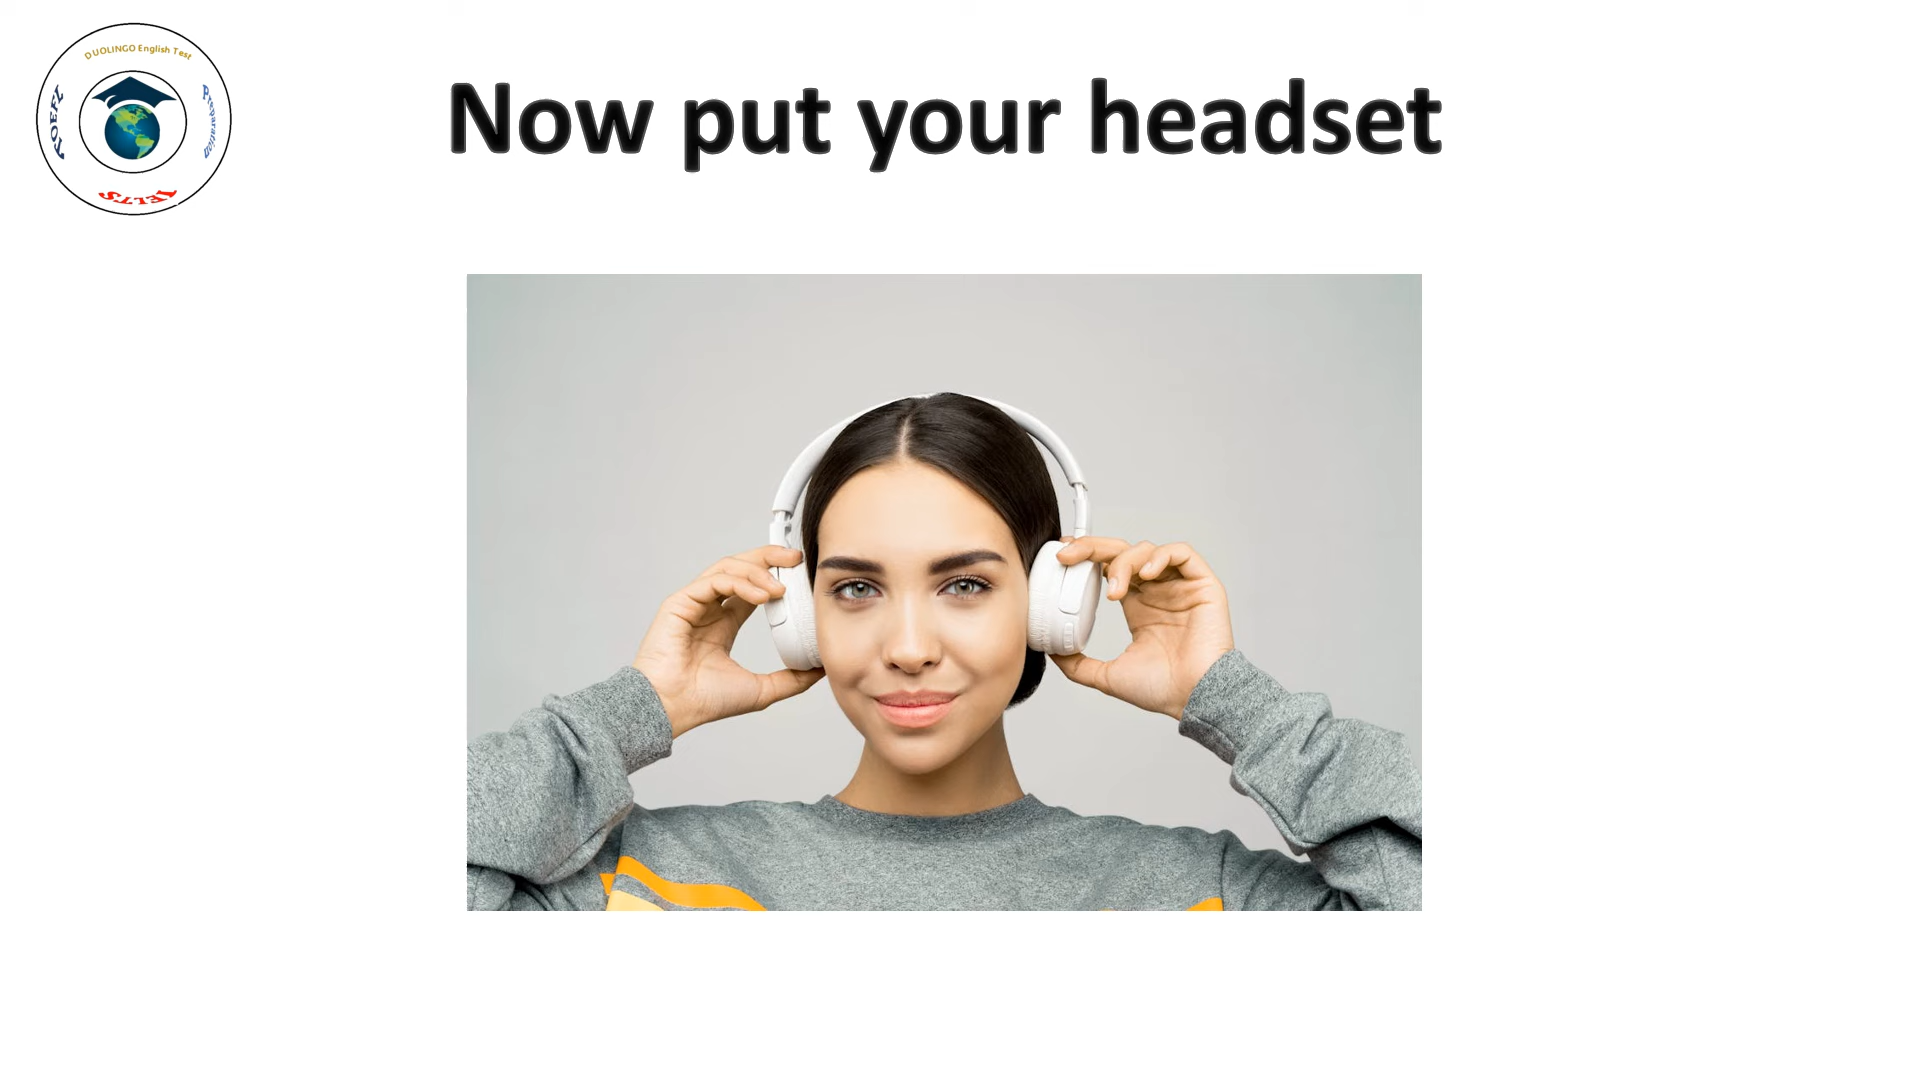 DUOLINGO English Test
TOEFL
Preparation
IELTS
Now put your headset